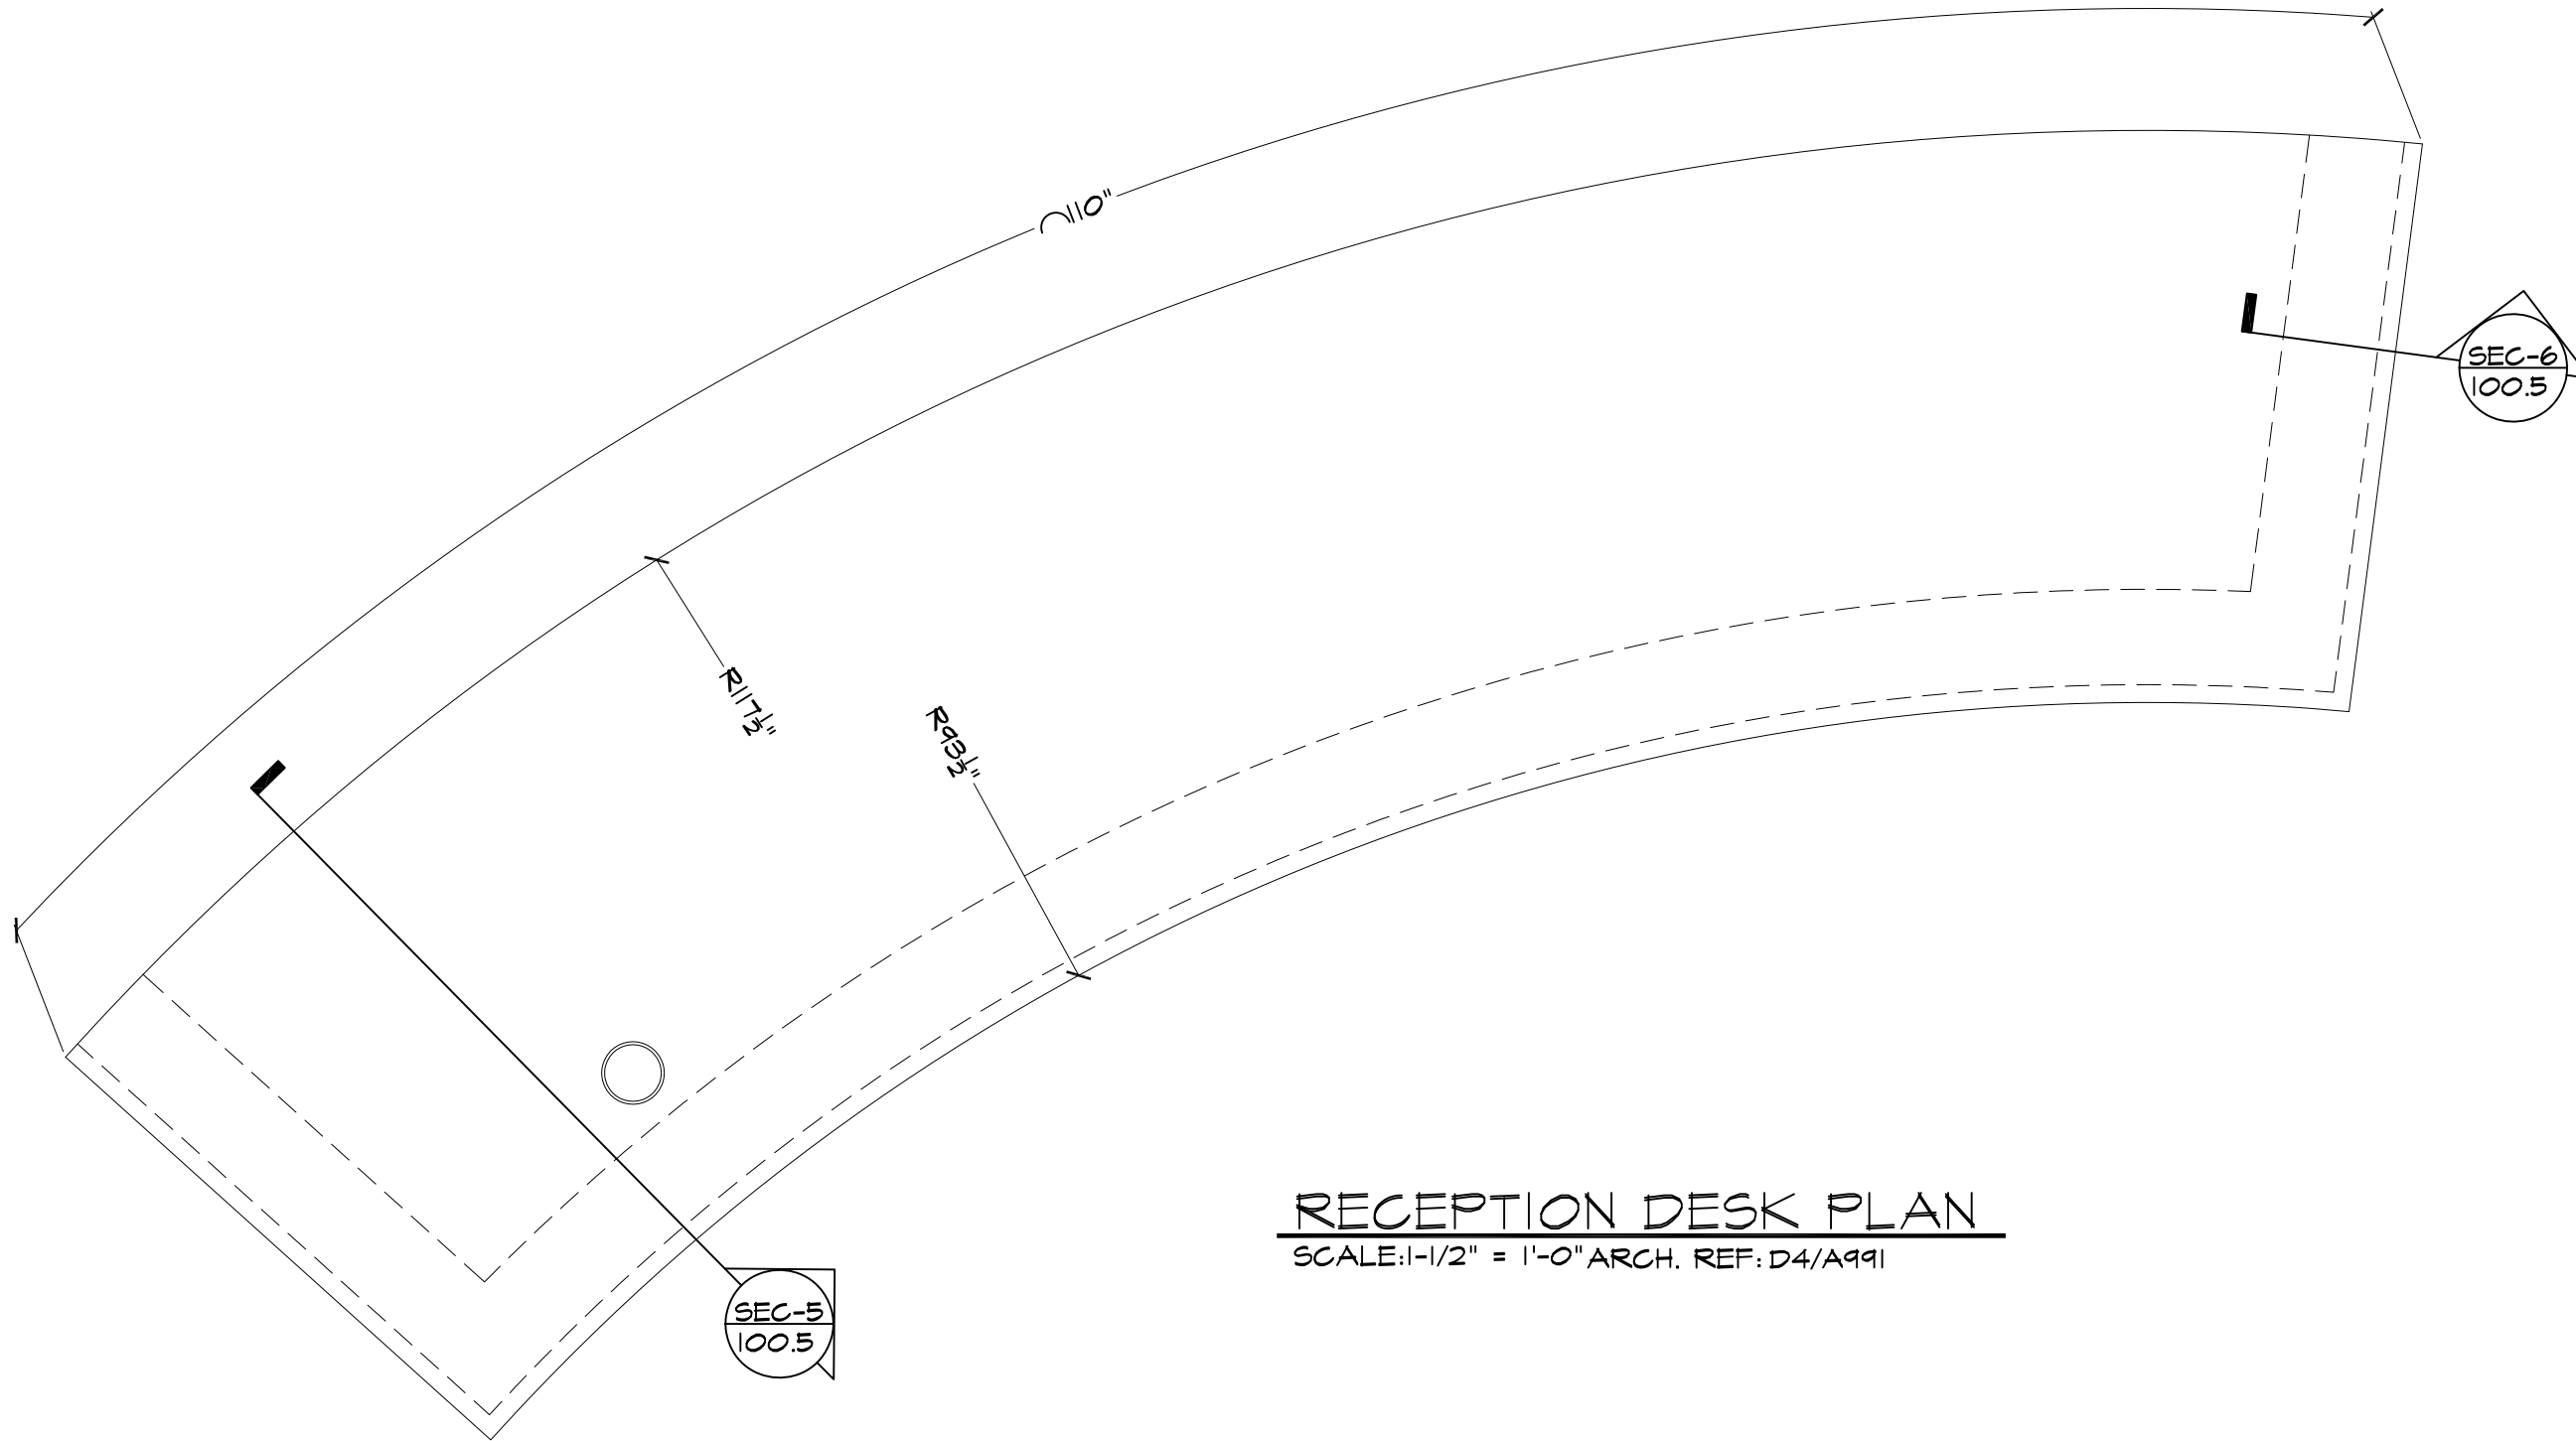 ⌒110"
SEC-6
100.5
R117½"
R93½"
RECEPTION DESK PLAN
SCALE:1-1/2" = 1'-0" ARCH. REF: D4/A991
SEC-5
100.5